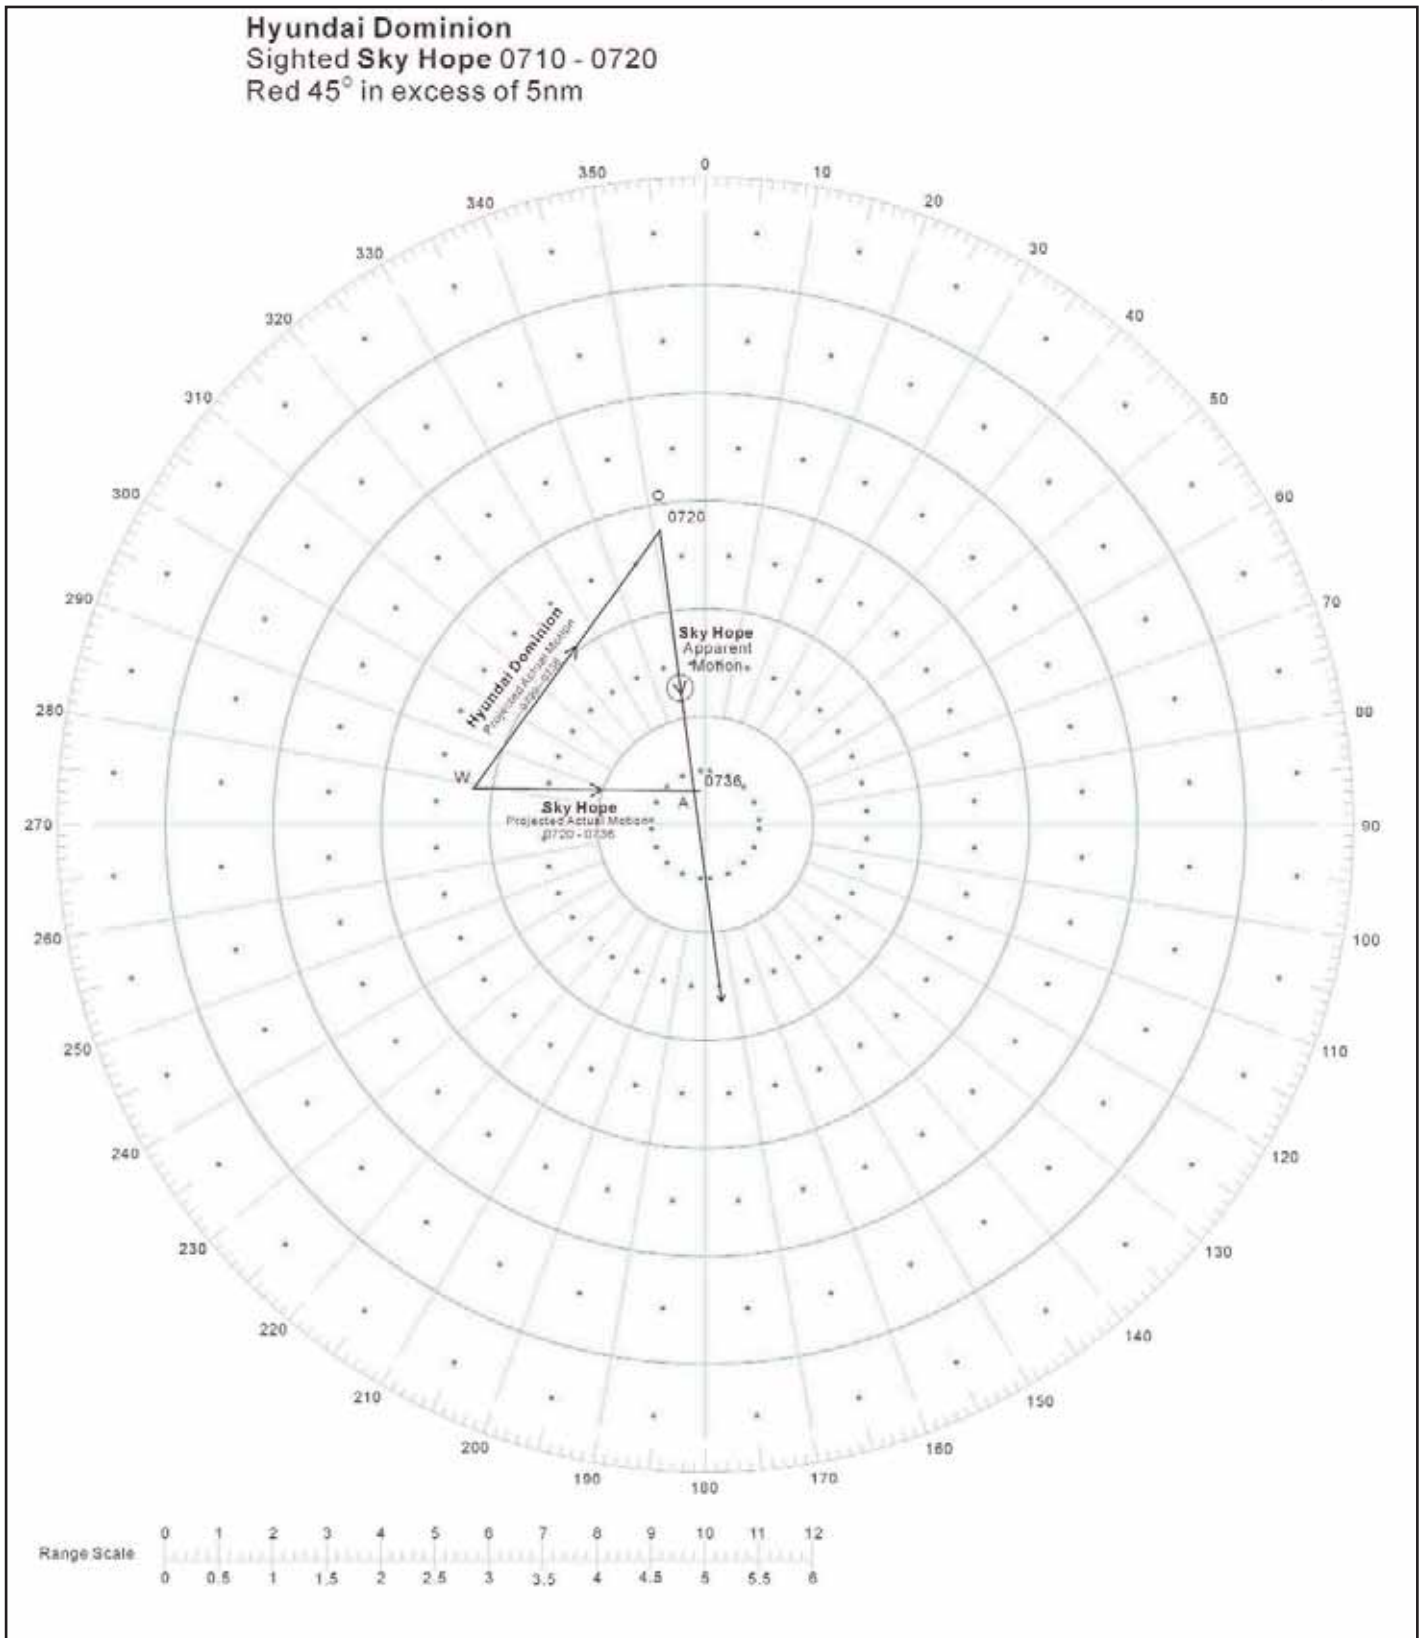 Hyundai Dominion
Sighted Sky Hope 0710 - 0720
Red 45° in excess of 5nm
0
10
20
30
40
50
60
70
80
90
100
110
120
130
140
150
160
170
180
190
200
210
220
230
240
250
260
270
280
290
300
310
320
330
340
350
O
0720
Hyundai Dominion
Projected Actual Motion
0720-0736
Sky Hope
Apparent
Motion
W
0736
A
Sky Hope
Projected Actual Motion
0720 - 0736
0 1 2 3 4 5 6 7 8 9 10 11 12
Range Scale
0 0.5 1 1.5 2 2.5 3 3.5 4 4.5 5 5.5 6